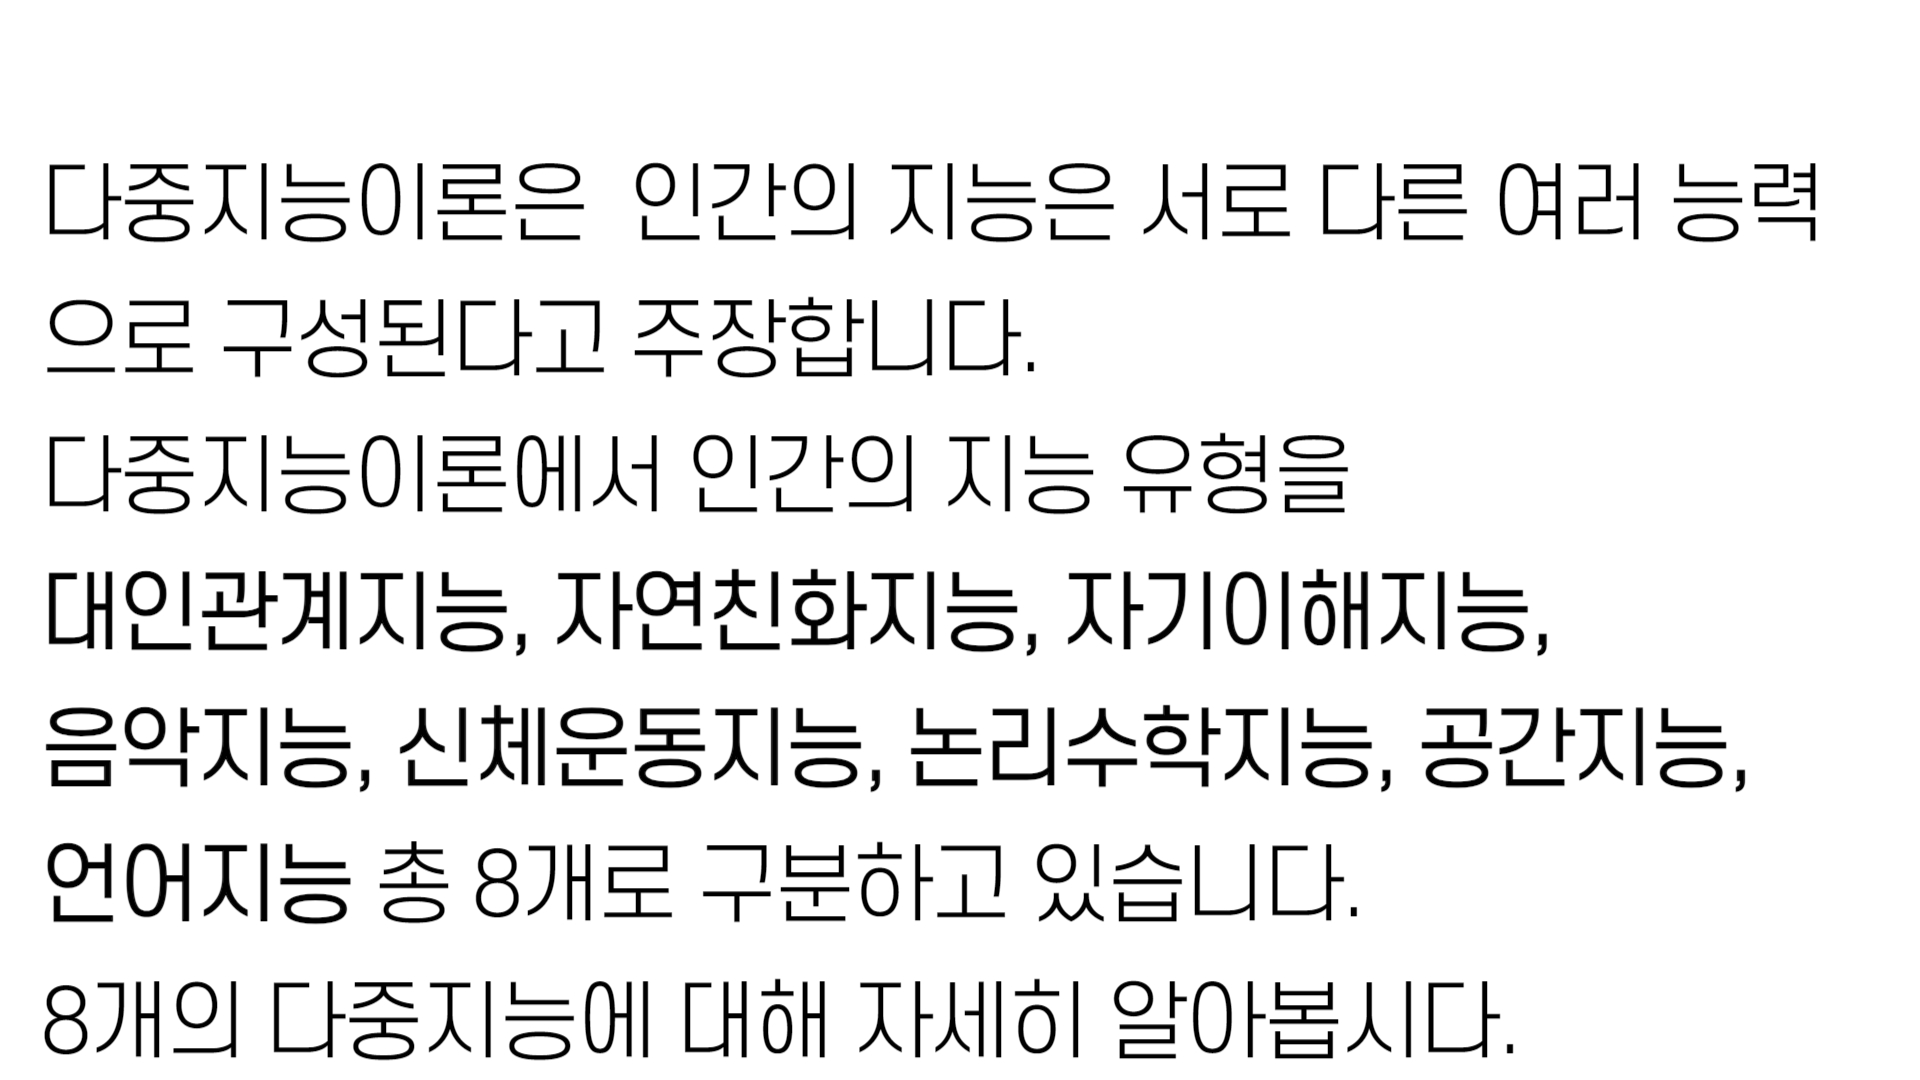 다중지능이론은  인간의 지능은 서로 다른 여러 능력
으로 구성된다고 주장합니다.
다중지능이론에서 인간의 지능 유형을
대인관계지능, 자연친화지능, 자기이해지능,
음악지능, 신체운동지능, 논리수학지능, 공간지능,
언어지능 총 8개로 구분하고 있습니다.
8개의 다중지능에 대해 자세히 알아봅시다.